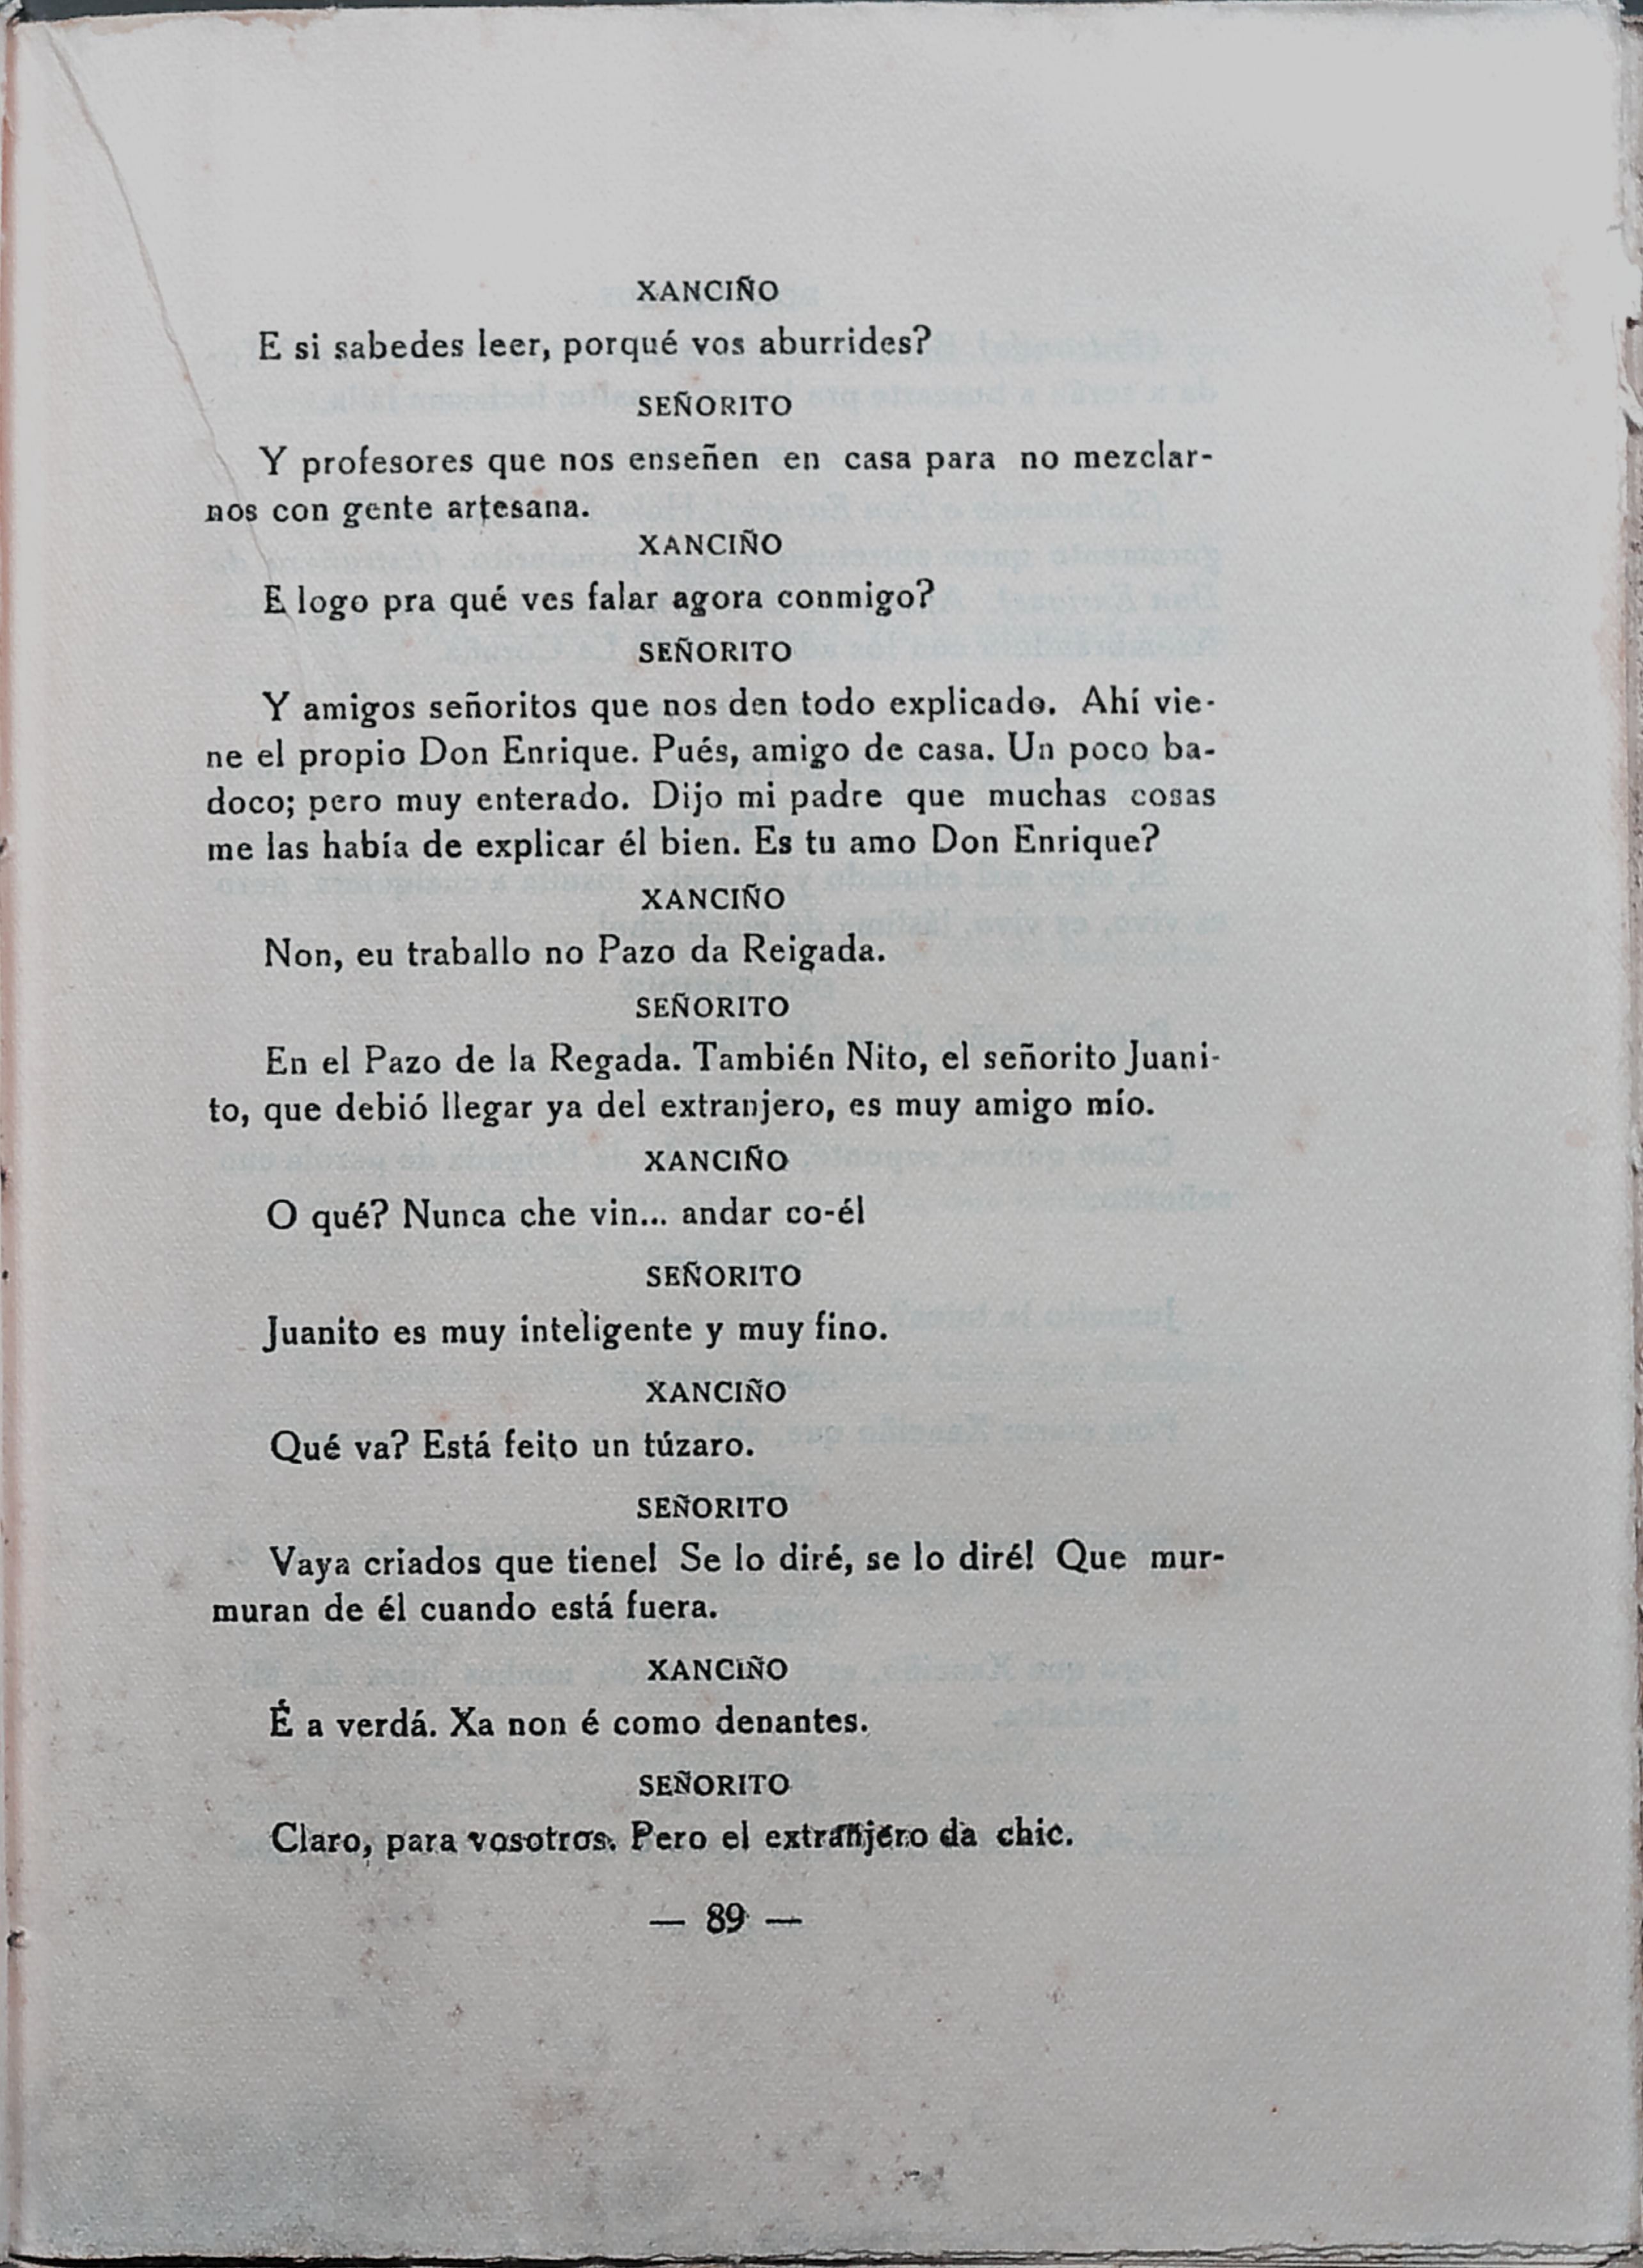 XANCIÑO
E si sabedes leer, porqué vos aburrides?
SEÑORITO
Y profesores que nos enseñen en casa para no mezclar-
nos con gente artesana.
XANCIÑO
E logo pra qué ves falar agora conmigo?
SEÑORITO
Y amigos señoritos que nos den todo explicado. Ahí vie-
ne el propio Don Enrique. Pués, amigo de casa. Un poco ba-
doco; pero muy enterado. Dijo mi padre que muchas cosas
me las había de explicar él bien. Es tu amo Don Enrique?
XANCIÑO
Non, eu traballo no Pazo da Reigada.
SEÑORITO
En el Pazo de la Regada. También Nito, el señorito Juani-
to, que debió llegar ya del extranjero, es muy amigo mío.
XANCIÑO
O qué? Nunca che vin... andar co-él
SEÑORITO
Juanito es muy inteligente y muy fino.
XANCIÑO
Qué va? Está feito un túzaro.
SEÑORITO
Vaya criados que tiene! Se lo diré, se lo diré! Que mur-
muran de él cuando está fuera.
XANCIÑO
É a verdá. Xa non é como denantes.
SEÑORITO
Claro, para vosotros. Pero el extranjero da chic.
— 89 —